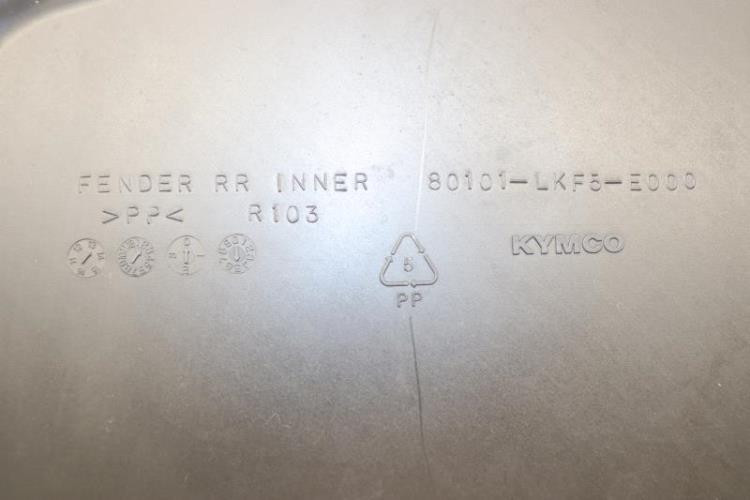 FENDER RR INNER 80101-LKF5-E000
>PP< R103
5
PP
KYMCO